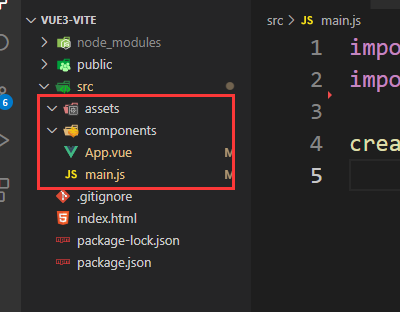 VUE3-VITE
node_modules
public
src
assets
components
App.vue M
JS main.js M
.gitignore
index.html
package-lock.json
package.json
6
src > JS main.js
1 impo
2 impo
3
4 crea
5